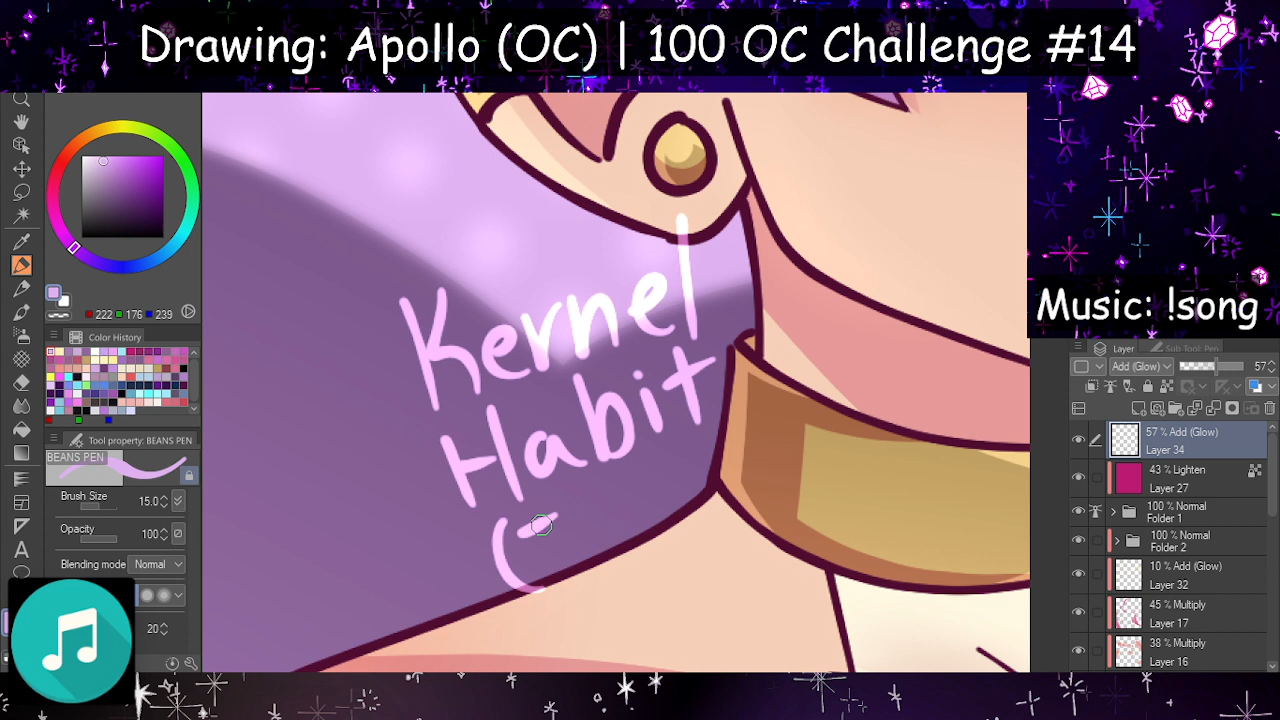 Drawing: Apollo (OC) | 100 OC Challenge #14
Kernel
Habit
(
Music: !song
222 176 239
Color History
Tool property: BEANS PEN
BEANS PEN
Brush Size 15.0
Opacity 100
Blending mode Normal
20
Layer Sub Tool: Pen
Add (Glow) 57
57 % Add (Glow)
Layer 34
43 % Lighten
Layer 27
100 % Normal
Folder 1
100 % Normal
Folder 2
10 % Add (Glow)
Layer 32
45 % Multiply
Layer 17
38 % Multiply
Layer 16